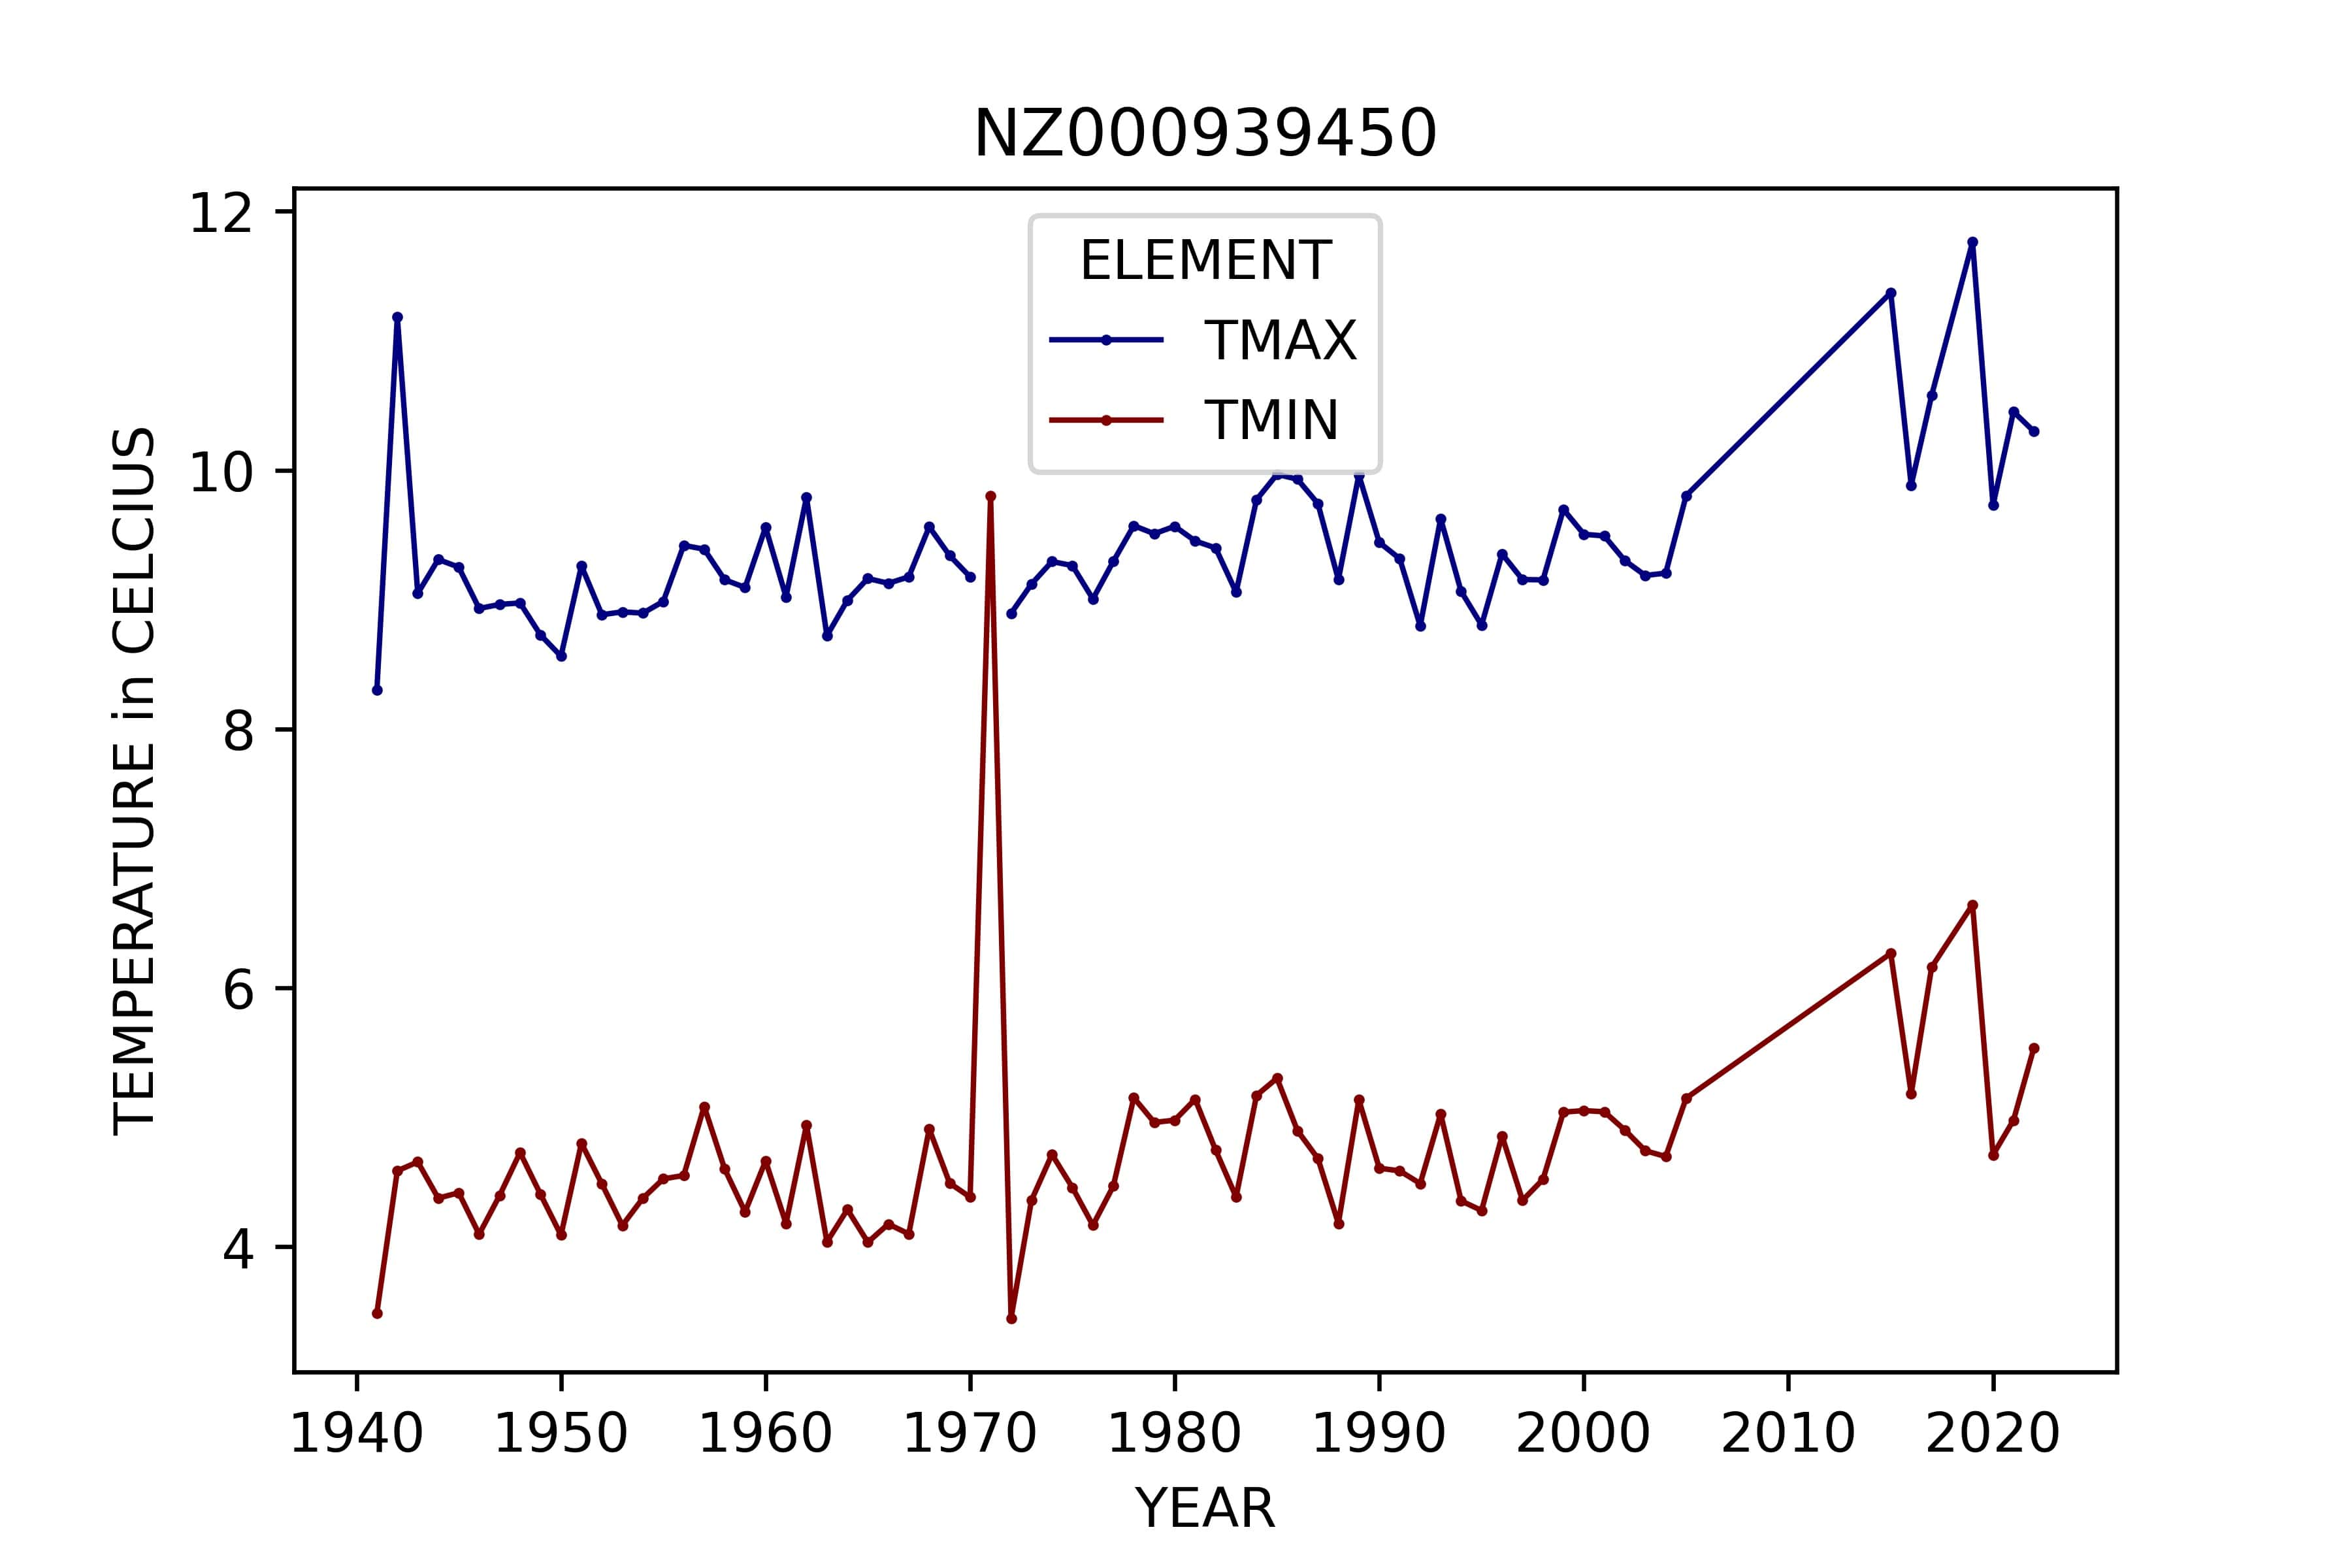 NZ000939450
12
10
8
6
4
TEMPERATURE in CELCIUS
ELEMENT
TMAX
TMIN
1940 1950 1960 1970 1980 1990 2000 2010 2020
YEAR